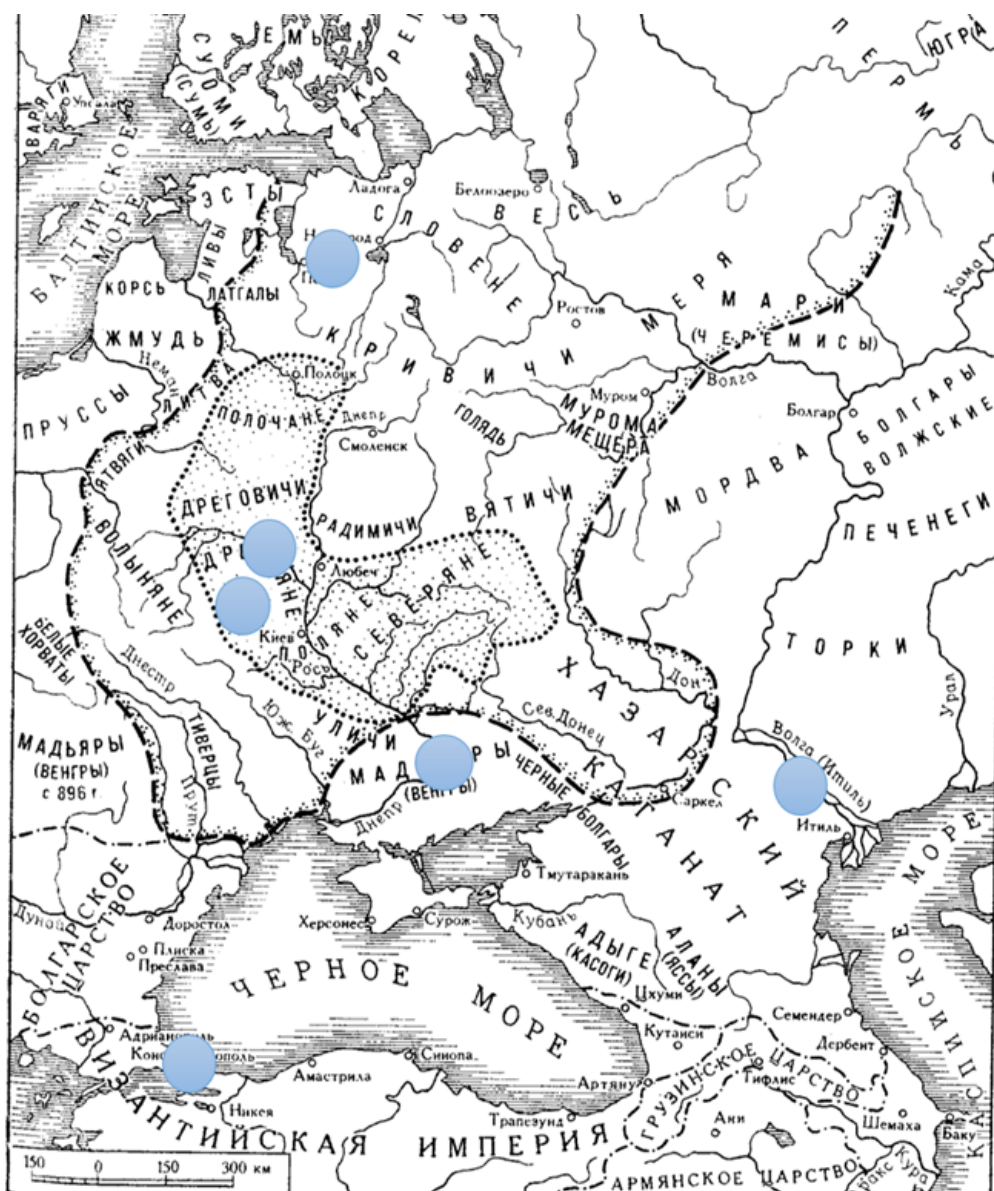 ВАРЯГИ
Упсала
СУОМИ
(СУМЬ)
ЕМЬ
КОРЕЛ
ПЕРМЬ
ЮГРА
БАЛТИЙСКОЕ
МОРЕ
ЭСТЫ
ЛИВЫ
Ладога
Белоозеро
СЛОВЕНЕ
ВЕСЬ
КОРСЬ
ЛАТГАЛЫ
ЖМУДЬ
Неман
ЛИТВА
КРИВИЧИ
Ростов
МЕРЯ
МАРИ
(ЧЕРЕМИСЫ)
Кама
ПРУССЫ
Полоцк
ПОЛОЧАНЕ
Днепр
Смоленск
ГОЛЯДЬ
Муром
МУРОМА
МЕЩЕРА
Волга
Болгар
БОЛГАРЫ
ВОЛЖСКИЕ
ЯТВЯГИ
ДРЕГОВИЧИ
РАДИМИЧИ
ВЯТИЧИ
МОРДВА
ПЕЧЕНЕГИ
ВОЛЫНЯНЕ
Любеч
СЕВЕРЯНЕ
Киев
ПОЛЯНЕ
Рось
БЕЛЫЕ
ХОРВАТЫ
ТОРКИ
Днестр
Юж. Буг
УЛИЧИ
ТИВЕРЦЫ
Прут
МАДЬЯРЫ
(ВЕНГРЫ)
с 896 г.
Сев. Донец
Дон
Урал
ХАЗАРСКИЙ
КАГАНАТ
(ВЕНГРЫ)
Днепр
ЧЕРНЫЕ
БОЛГАРЫ
Саркел
Волга (Итиль)
Итиль
БОЛГАРСКОЕ
ЦАРСТВО
Дунай
Доростол
Плиска
Преслава
Херсонес
Сурож
Тмутаракань
Кубань
АДЫГЕ
(КАСОГИ)
АЛАНЫ
(ЯССЫ)
ЧЕРНОЕ
МОРЕ
Цхуми
Кутаиси
Семендер
Дербент
КАСПИЙСКОЕ МОРЕ
Амастрила
Синопа
Артяну
Трапезунд
ГРУЗИНСКОЕ ЦАРСТВО
Тифлис
Ани
Шемаха
Баку
Никея
ВИЗАНТИЙСКАЯ ИМПЕРИЯ
АРМЯНСКОЕ ЦАРСТВО
Кура
150 0 150 300 км